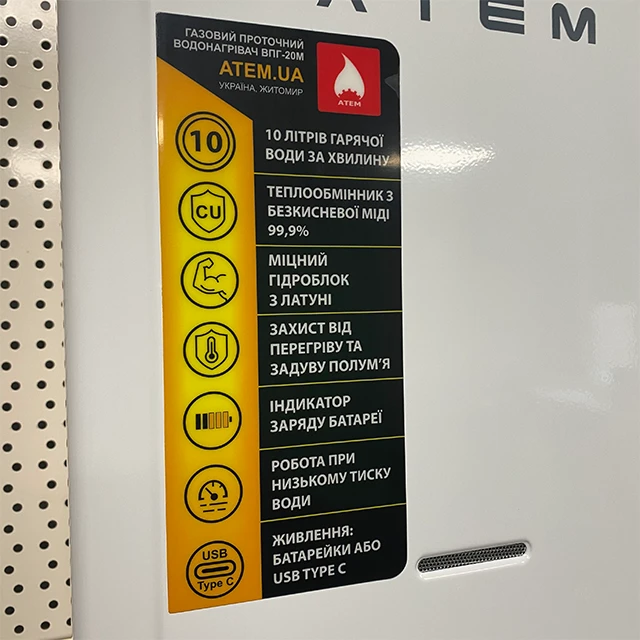 ATEM
ГАЗОВИЙ ПРОТОЧНИЙ
ВОДОНАГРІВАЧ ВПГ-20М
ATEM.UA
УКРАЇНА, ЖИТОМИР
ATEM
10
10 ЛІТРІВ ГАРЯЧОЇ
ВОДИ ЗА ХВИЛИНУ
CU
ТЕПЛООБМІННИК З
БЕЗКИСНЕВОЇ МІДІ
99,9%
МІЦНИЙ
ГІДРОБЛОК
З ЛАТУНІ
ЗАХИСТ ВІД
ПЕРЕГРІВУ ТА
ЗАДУВУ ПОЛУМ'Я
ІНДИКАТОР
ЗАРЯДУ БАТАРЕЇ
РОБОТА ПРИ
НИЗЬКОМУ ТИСКУ
ВОДИ
USB
Type C
ЖИВЛЕННЯ:
БАТАРЕЙКИ АБО
USB TYPE C